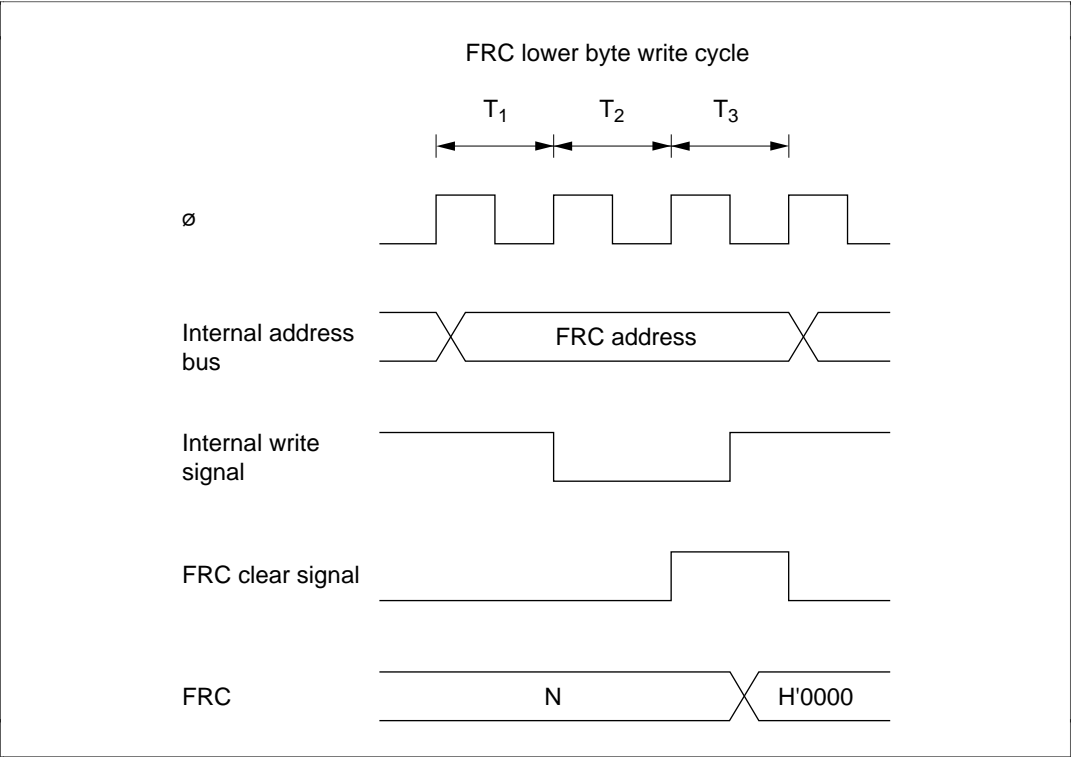 FRC lower byte write cycle
T1 T2 T3
ø
Internal address
bus
FRC address
Internal write
signal
FRC clear signal
FRC N H'0000